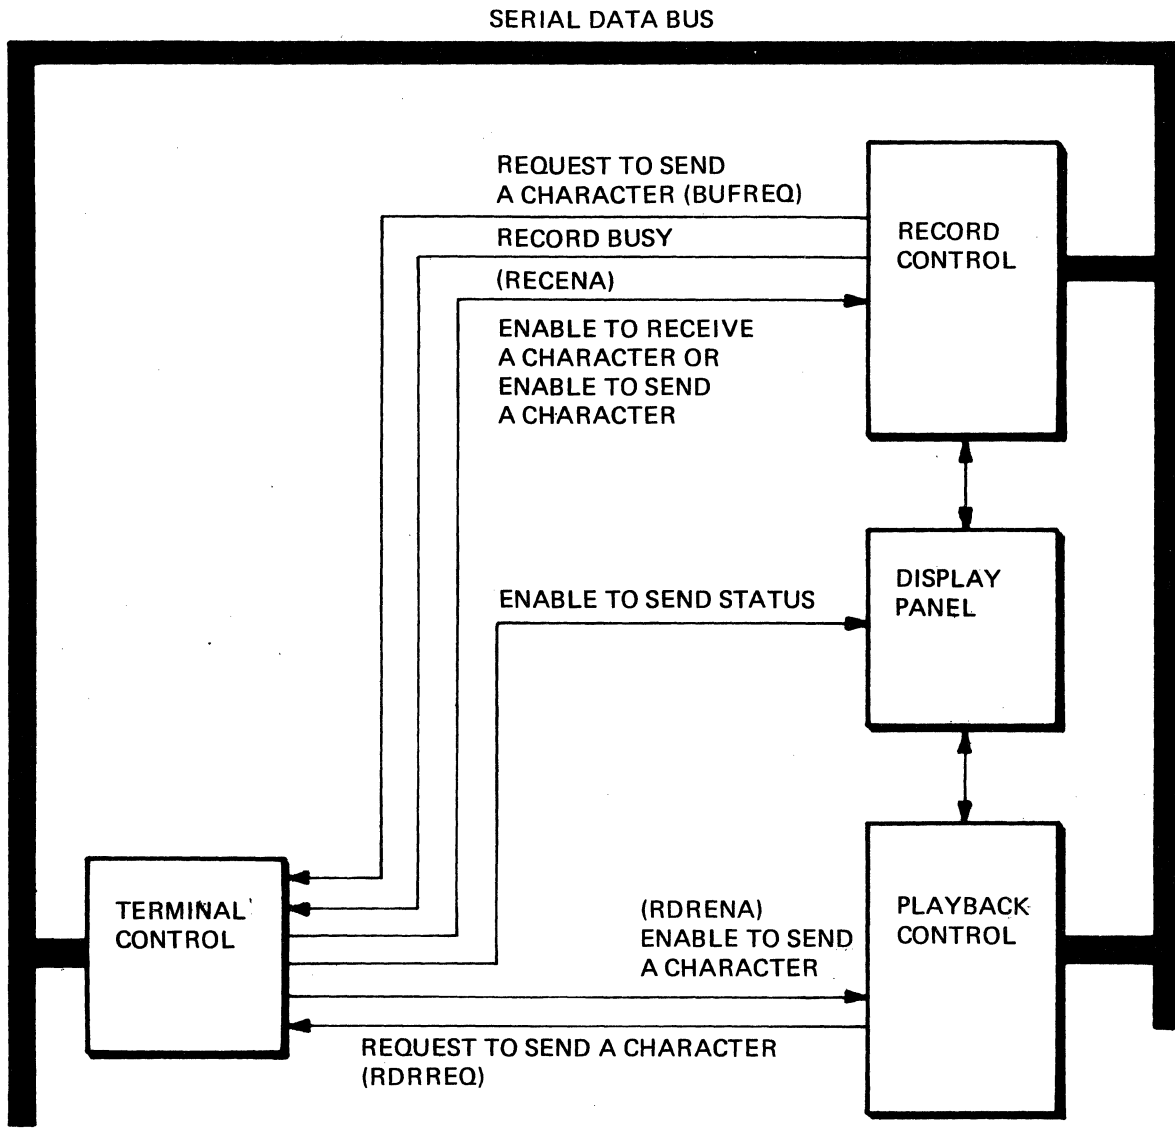 SERIAL DATA BUS
REQUEST TO SEND
A CHARACTER (BUFREQ)
RECORD BUSY
(RECENA)
ENABLE TO RECEIVE
A CHARACTER OR
ENABLE TO SEND
A CHARACTER
RECORD
CONTROL
ENABLE TO SEND STATUS
DISPLAY
PANEL
TERMINAL
CONTROL
(RDRENA)
ENABLE TO SEND
A CHARACTER
PLAYBACK
CONTROL
REQUEST TO SEND A CHARACTER
(RDRREQ)